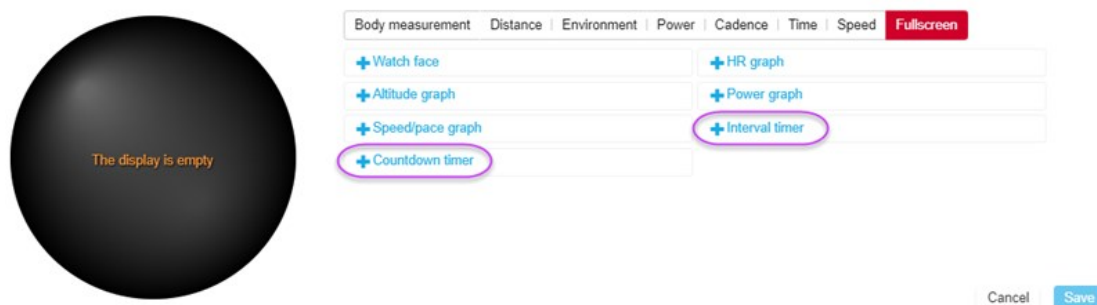 Body measurement Distance Environment Power Cadence Time Speed Fullscreen
Watch face HR graph
Altitude graph Power graph
Speed/pace graph Interval timer
Countdown timer
The display is empty
Cancel Save